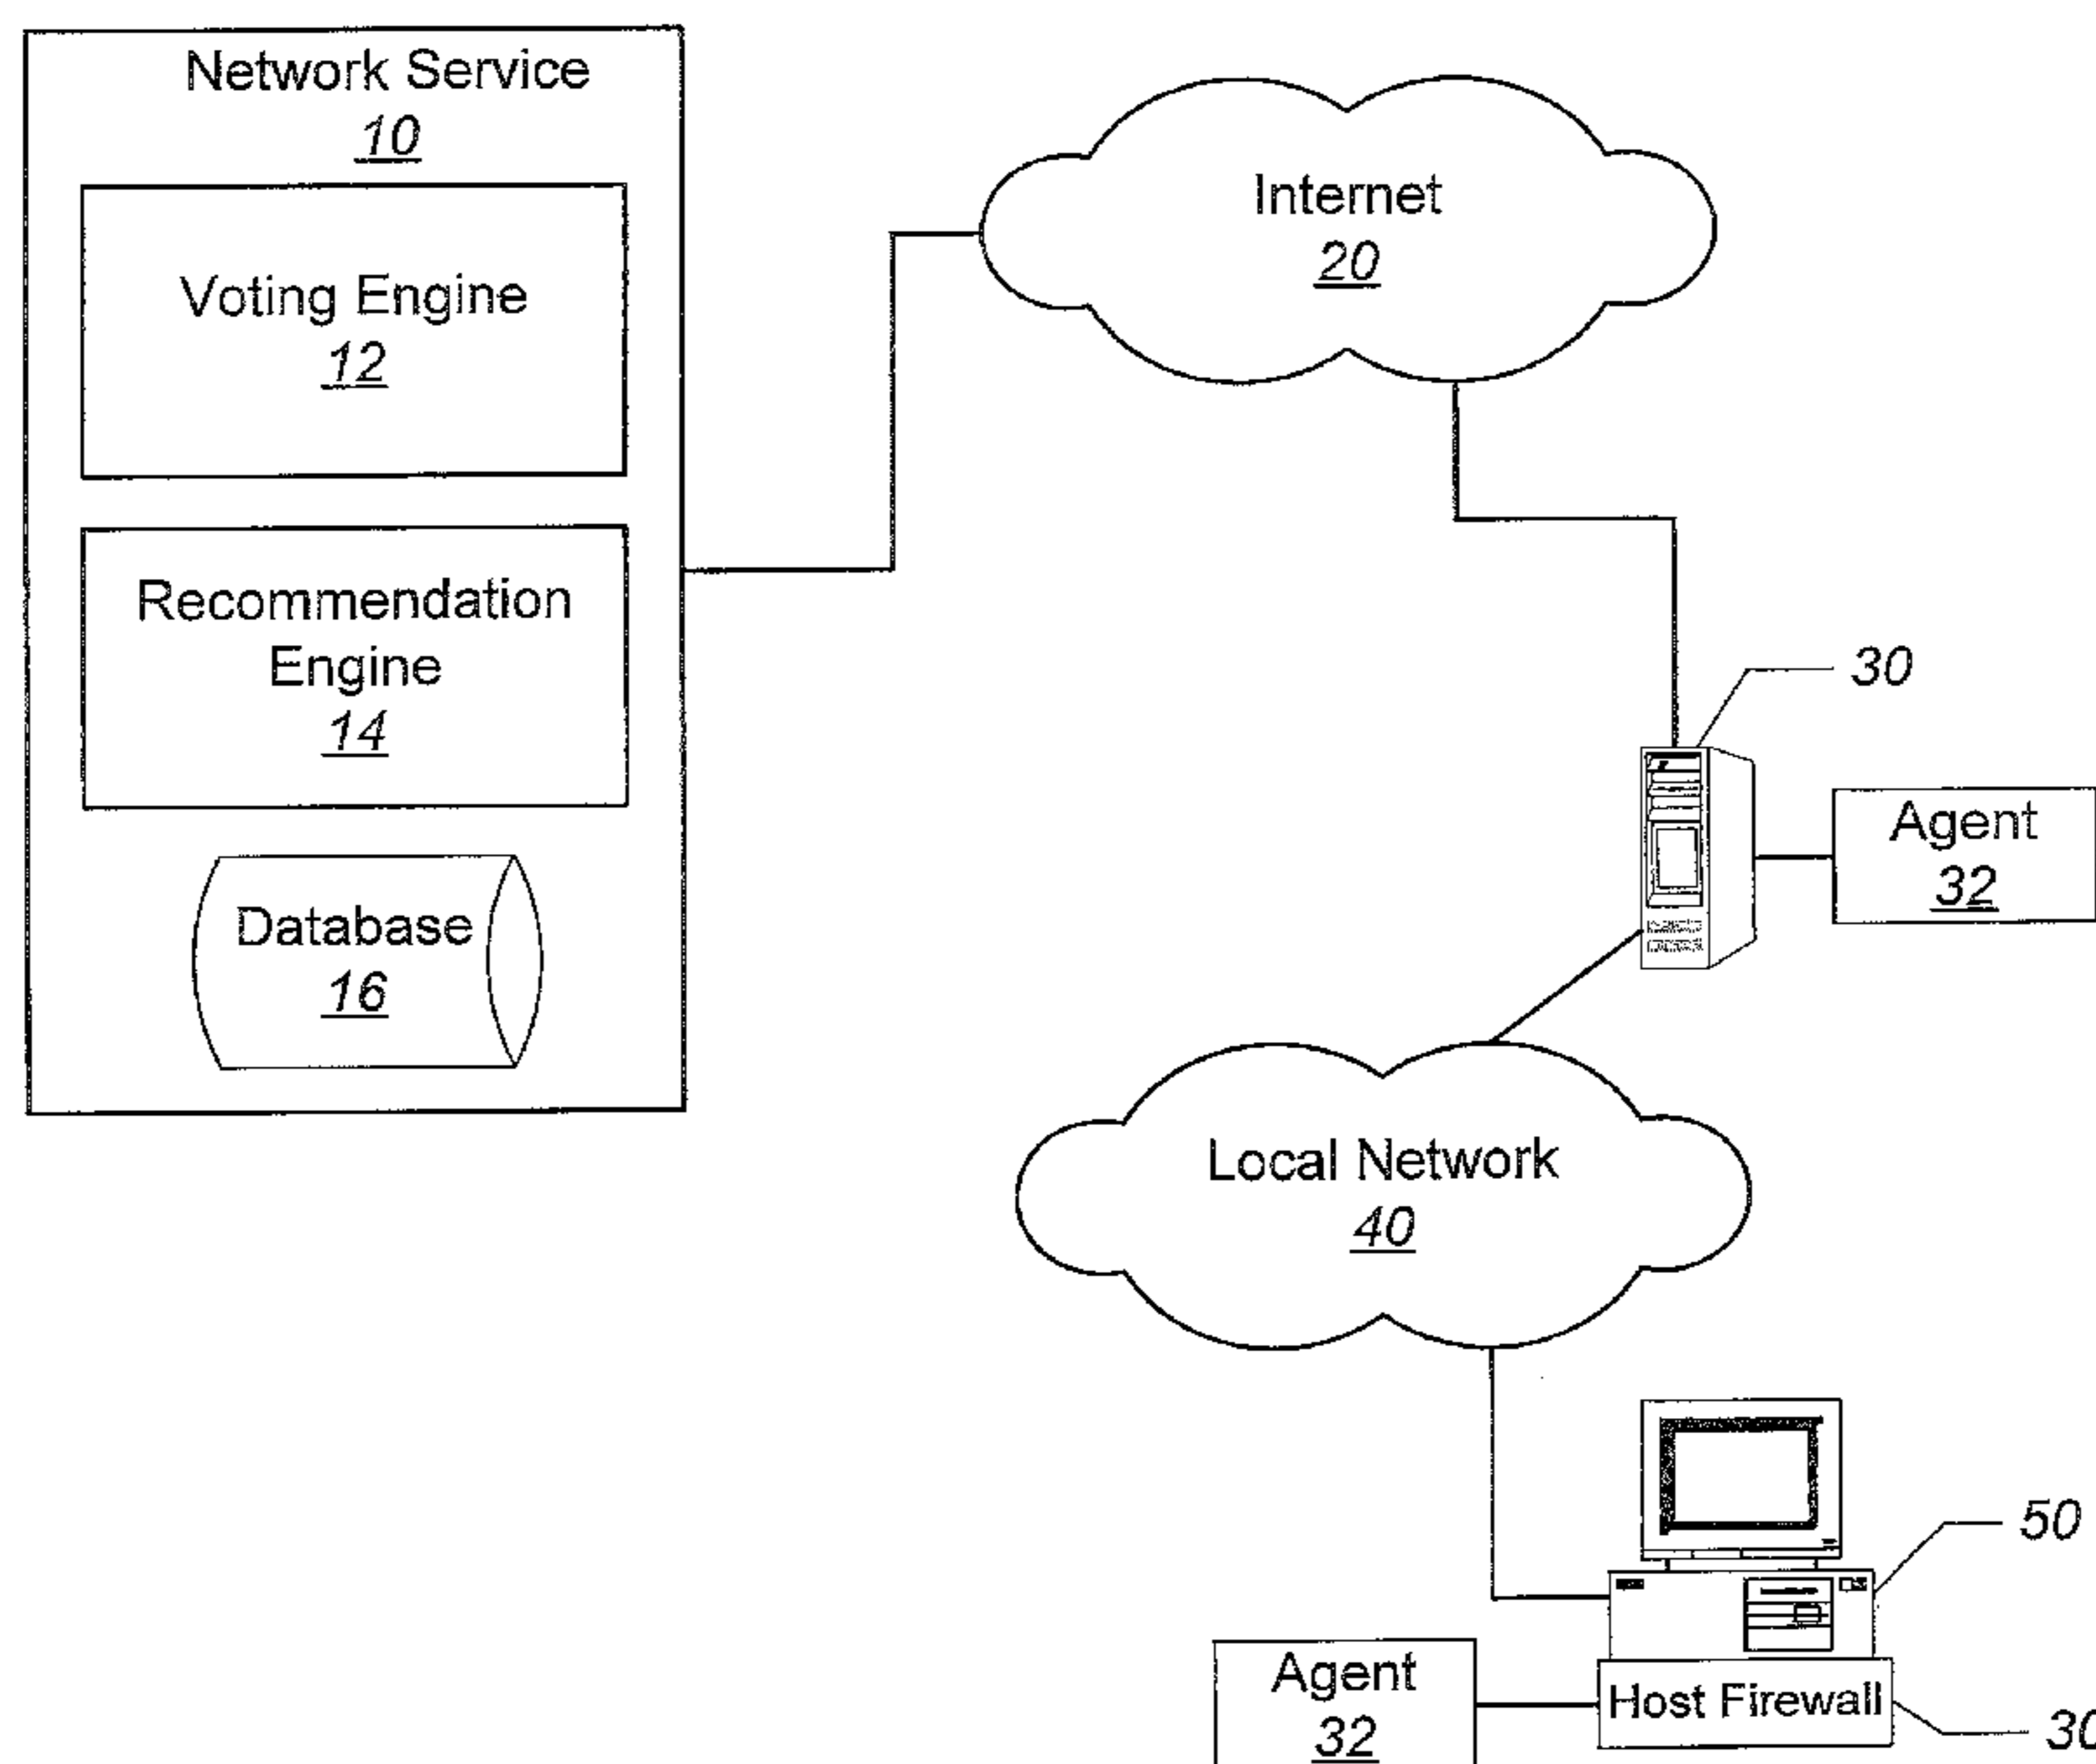 Network Service
10
Voting Engine
12
Recommendation
Engine
14
Database
16
Internet
20
30
Agent
32
Local Network
40
50
Agent
32
Host Firewall
30